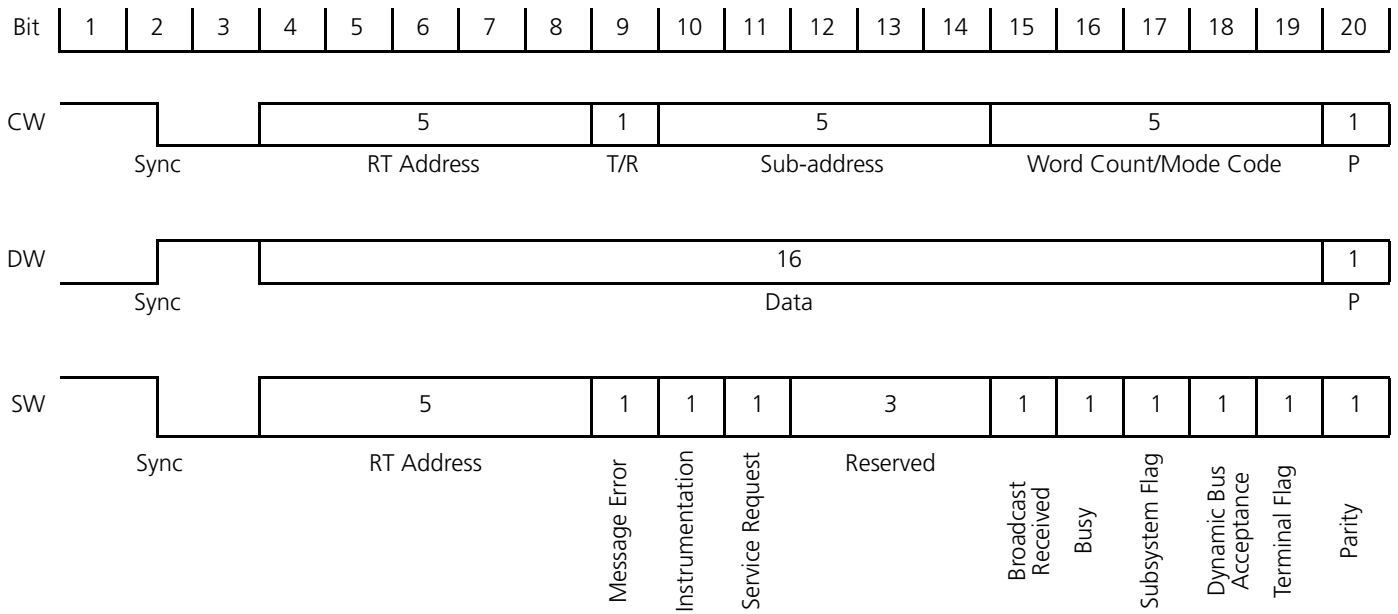 Bit 1 2 3 4 5 6 7 8 9 10 11 12 13 14 15 16 17 18 19 20
CW 5 1 5 5 1
Sync RT Address T/R Sub-address Word Count/Mode Code P
DW 16 1
Sync Data P
SW 5 1 1 1 3 1 1 1 1 1 1
Sync RT Address Reserved
Message Error
Instrumentation
Service Request
Broadcast
Received
Busy
Subsystem Flag
Dynamic Bus
Acceptance
Terminal Flag
Parity